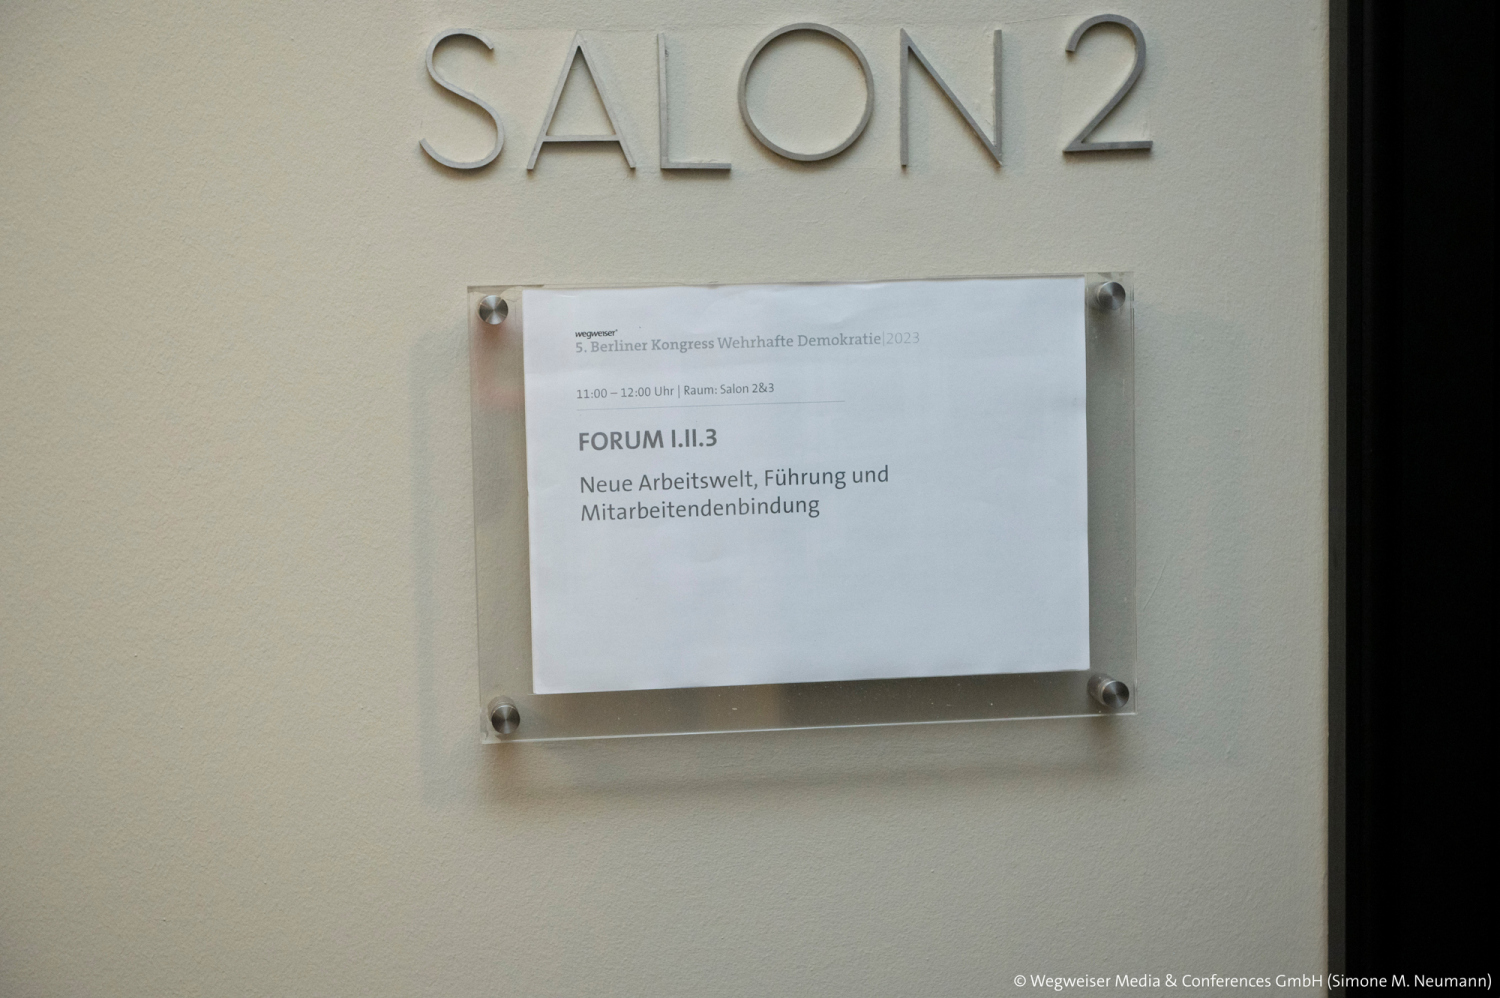 SALON 2
wegweiser
5. Berliner Kongress Wehrhafte Demokratie|2023
11:00 – 12:00 Uhr | Raum: Salon 2&3
FORUM I.II.3
Neue Arbeitswelt, Führung und
Mitarbeitendenbindung
© Wegweiser Media & Conferences GmbH (Simone M. Neumann)